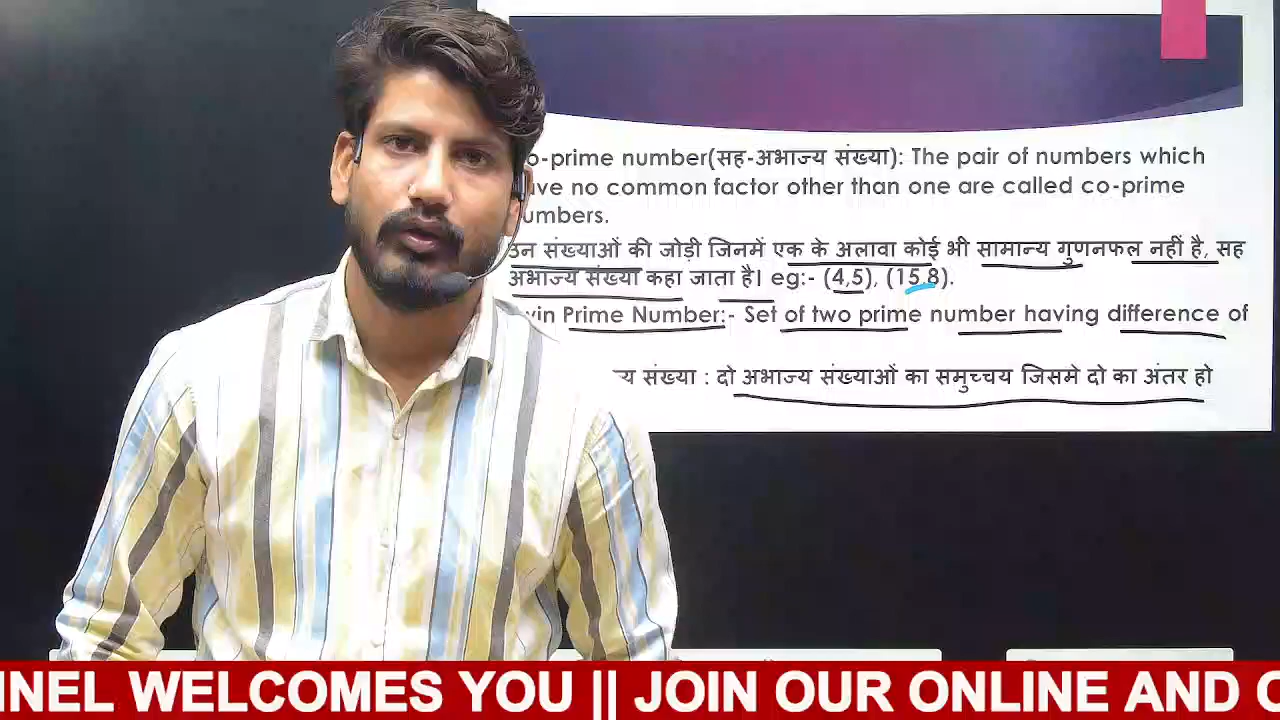 o-prime number(सह-अभाज्य संख्या): The pair of numbers which
ve no common factor other than one are called co-prime
umbers.
उन संख्याओं की जोड़ी जिनमें एक के अलावा कोई भी सामान्य गुणनफल नहीं है, सह
अभाज्य संख्या कहा जाता है। eg:- (4,5), (15,8).
in Prime Number:- Set of two prime number having difference of
य संख्या : दो अभाज्य संख्याओं का समुच्चय जिसमे दो का अंतर हो
NNEL WELCOMES YOU || JOIN OUR ONLINE AND